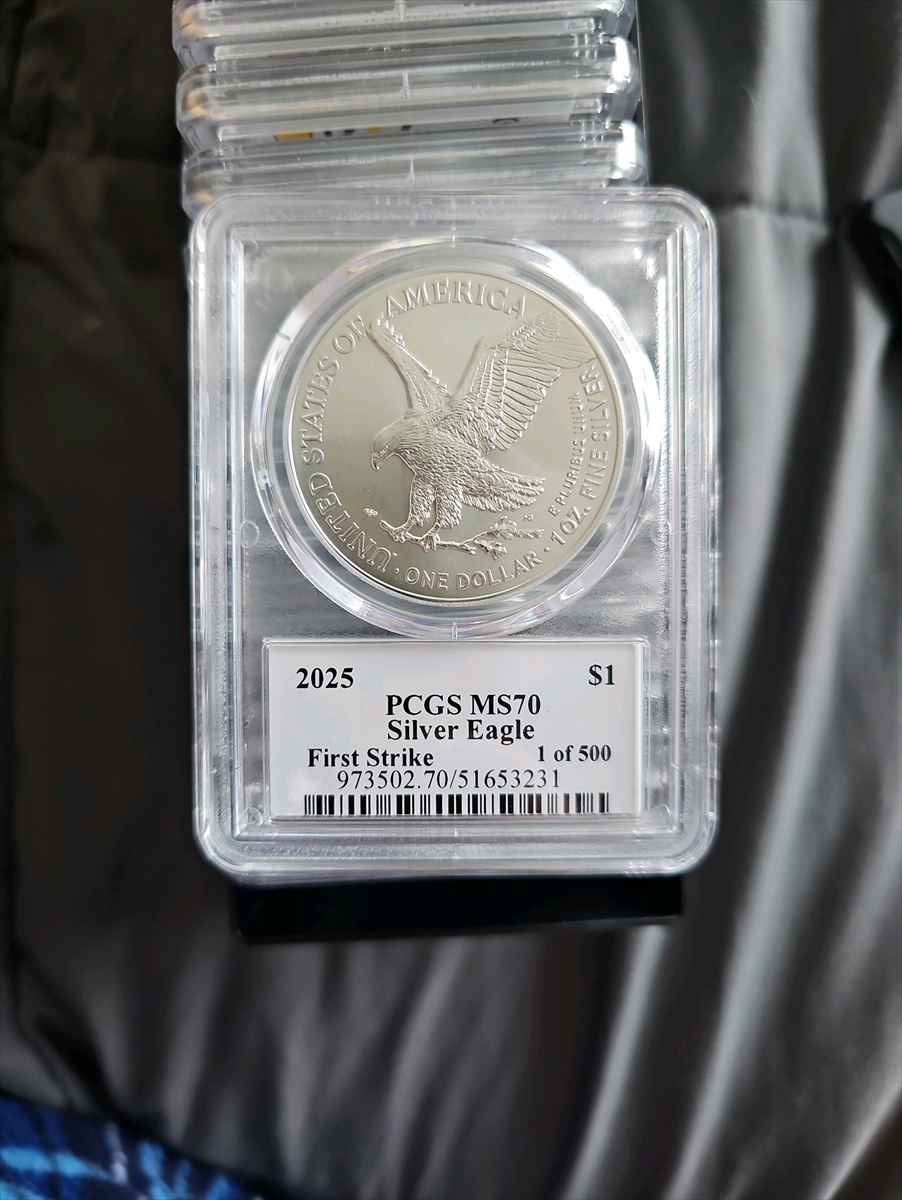 UNITED STATES OF AMERICA
E PLURIBUS UNUM
· ONE DOLLAR · 1 OZ. FINE SILVER
2025 $1
PCGS MS70
Silver Eagle
First Strike 1 of 500
973502.70/51653231